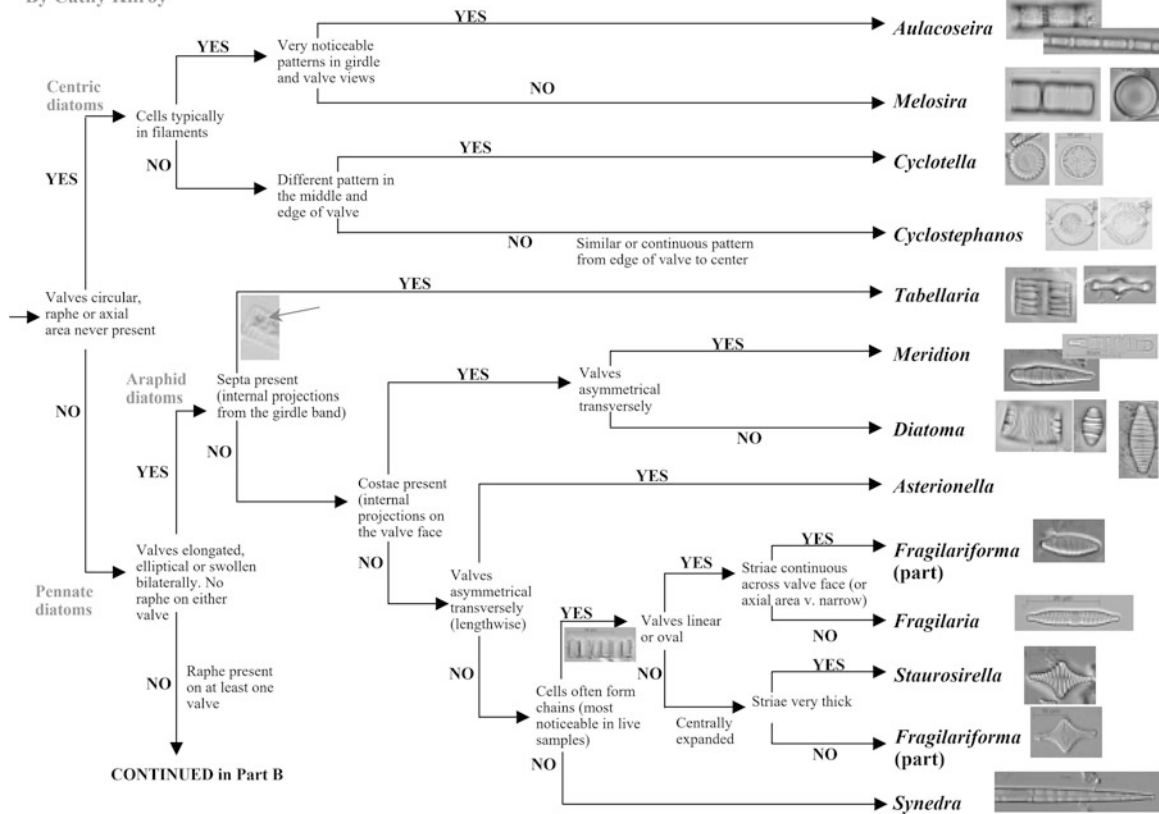 By Cathy Kilroy
YES
Aulacoseira
YES
Very noticeable
patterns in girdle
and valve views
Centric
diatoms
NO
Melosira
Cells typically
in filaments
YES
Cyclotella
NO
YES
Different pattern in
the middle and
edge of valve
NO
Similar or continuous pattern
from edge of valve to center
Cyclostephanos
YES
Tabellaria
Valves circular,
raphe or axial
area never present
YES
Meridion
Araphid
diatoms
Septa present
(internal projections
from the girdle band)
YES
Valves
asymmetrical
transversely
NO
NO
Diatoma
NO
YES
YES
Asterionella
Costae present
(internal
projections on
the valve face
Valves elongated,
elliptical or swollen
bilaterally. No
raphe on either
valve
Pennate
diatoms
NO
Valves
asymmetrical
transversely
(lengthwise)
YES
Fragilariforma
(part)
YES
Striae continuous
across valve face (or
axial area v. narrow)
YES
Valves linear
or oval
NO
Fragilaria
NO
Raphe present
on at least one
valve
NO
NO
YES
Staurosirella
Cells often form
chains (most
noticeable in live
samples)
Centrally
expanded
Striae very thick
NO
Fragilariforma
(part)
CONTINUED in Part B
NO
Synedra